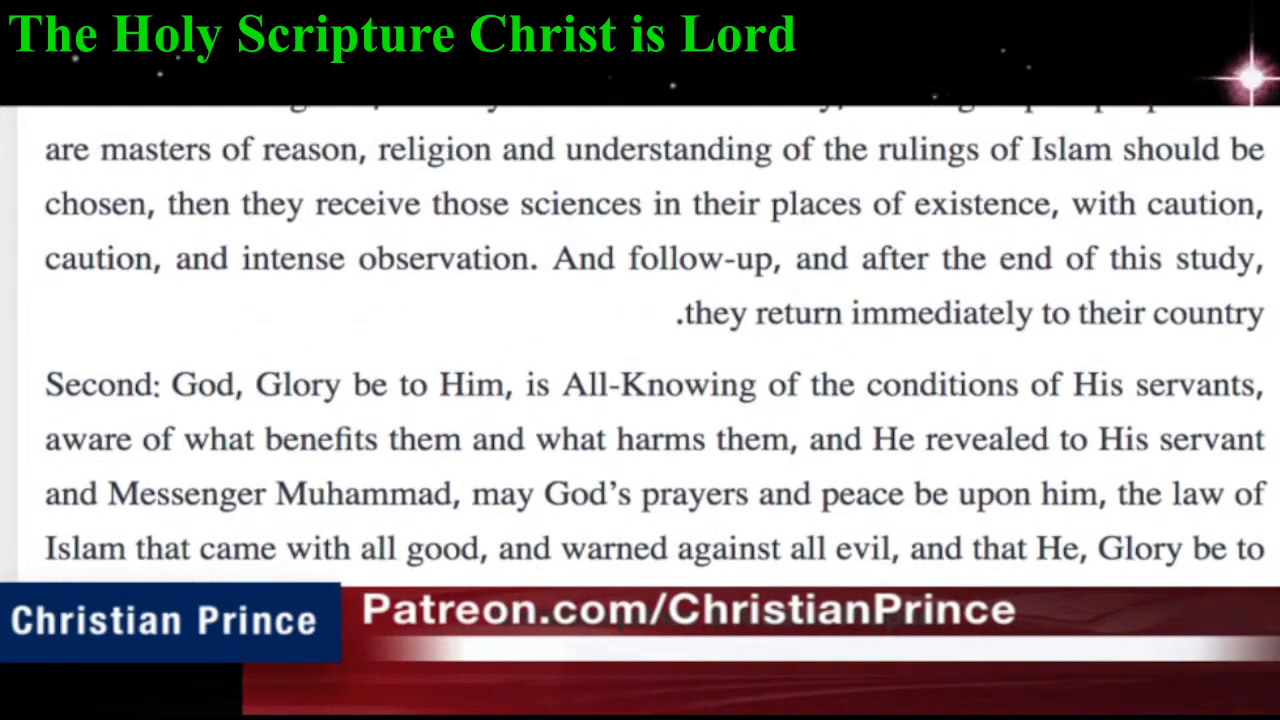 The Holy Scripture Christ is Lord
are masters of reason, religion and understanding of the rulings of Islam should be
chosen, then they receive those sciences in their places of existence, with caution,
caution, and intense observation. And follow-up, and after the end of this study,
.they return immediately to their country
Second: God, Glory be to Him, is All-Knowing of the conditions of His servants,
aware of what benefits them and what harms them, and He revealed to His servant
and Messenger Muhammad, may God’s prayers and peace be upon him, the law of
Islam that came with all good, and warned against all evil, and that He, Glory be to
Christian Prince
Patreon.com/ChristianPrince